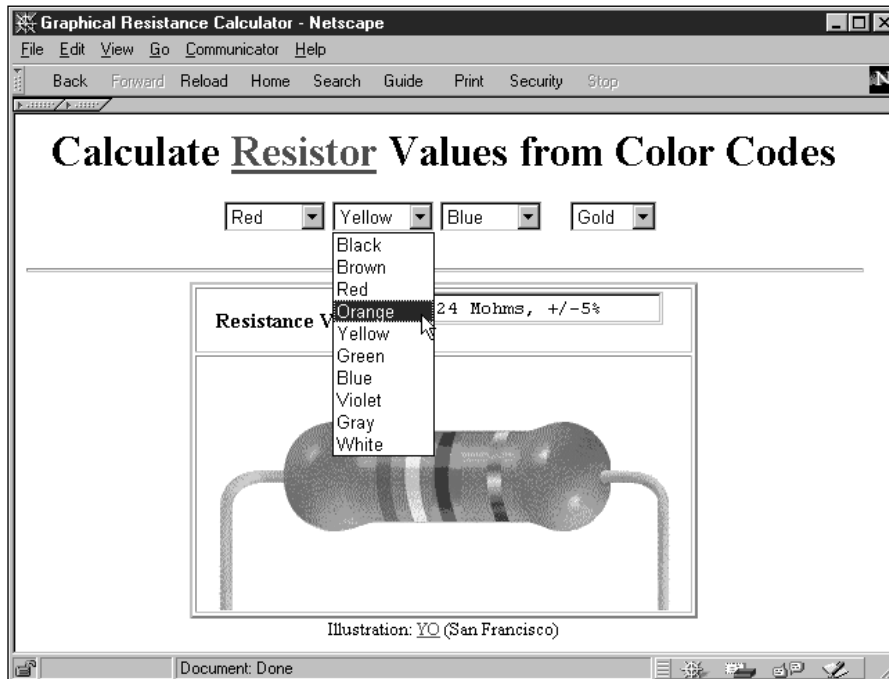 Graphical Resistance Calculator - Netscape
File Edit View Go Communicator Help
Back Forward Reload Home Search Guide Print Security Stop
N
Calculate Resistor Values from Color Codes
Red Yellow Blue Gold
Black
Brown
Red
Orange
Yellow
Green
Blue
Violet
Gray
White
Resistance V
24 Mohms, +/-5%
Illustration: YO (San Francisco)
Document: Done